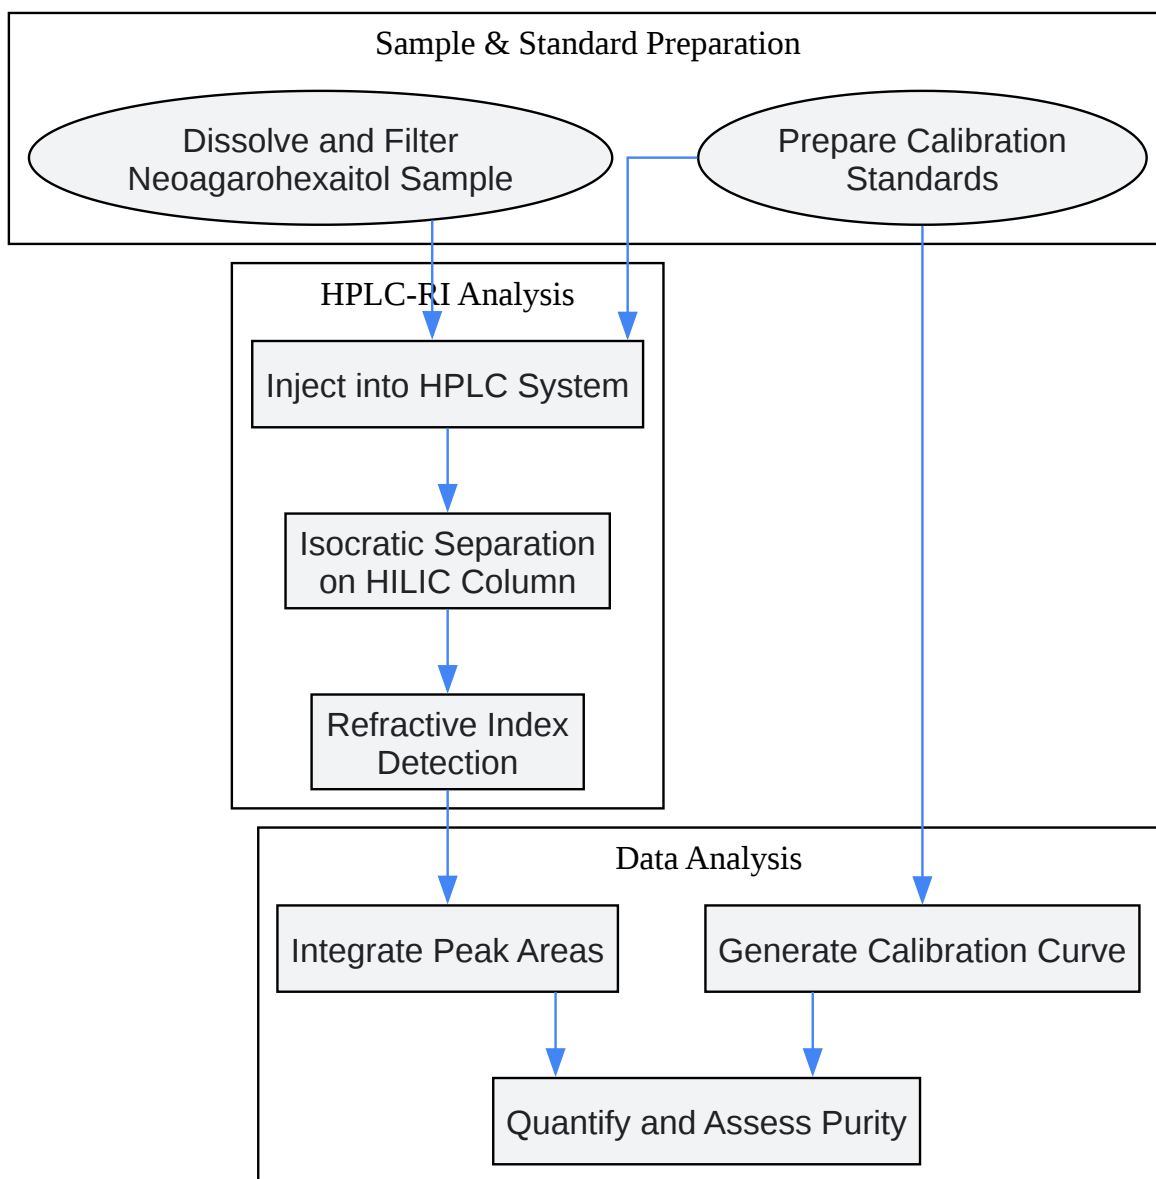 Sample & Standard Preparation
Dissolve and Filter
Neoagarohexaitol Sample
Prepare Calibration
Standards
HPLC-RI Analysis
Inject into HPLC System
Isocratic Separation
on HILIC Column
Refractive Index
Detection
Data Analysis
Integrate Peak Areas
Generate Calibration Curve
Quantify and Assess Purity